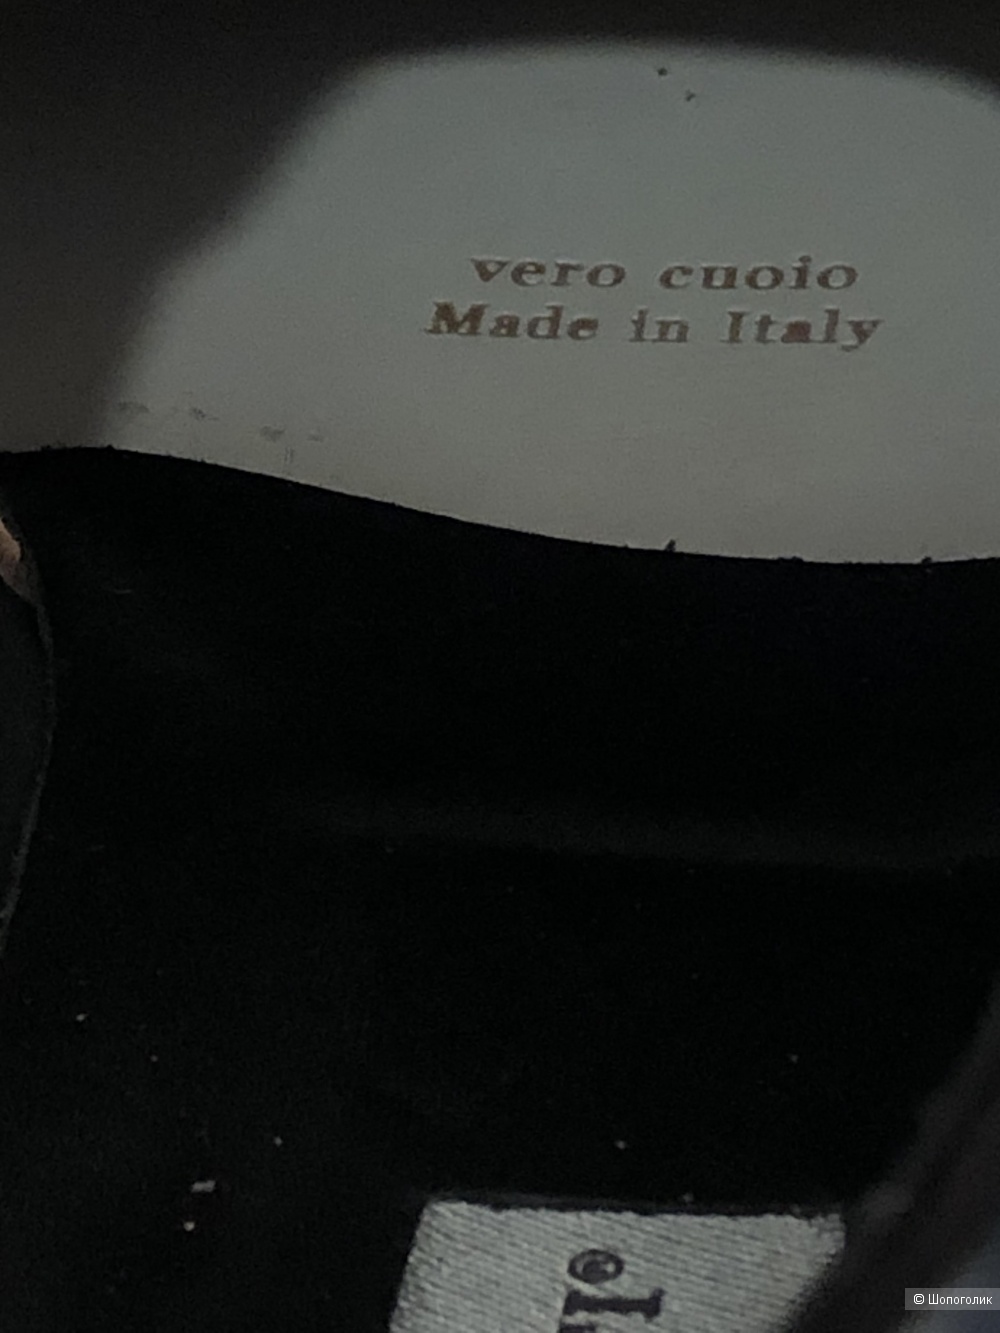 vero cuoio
Made in Italy
© Шопоголик